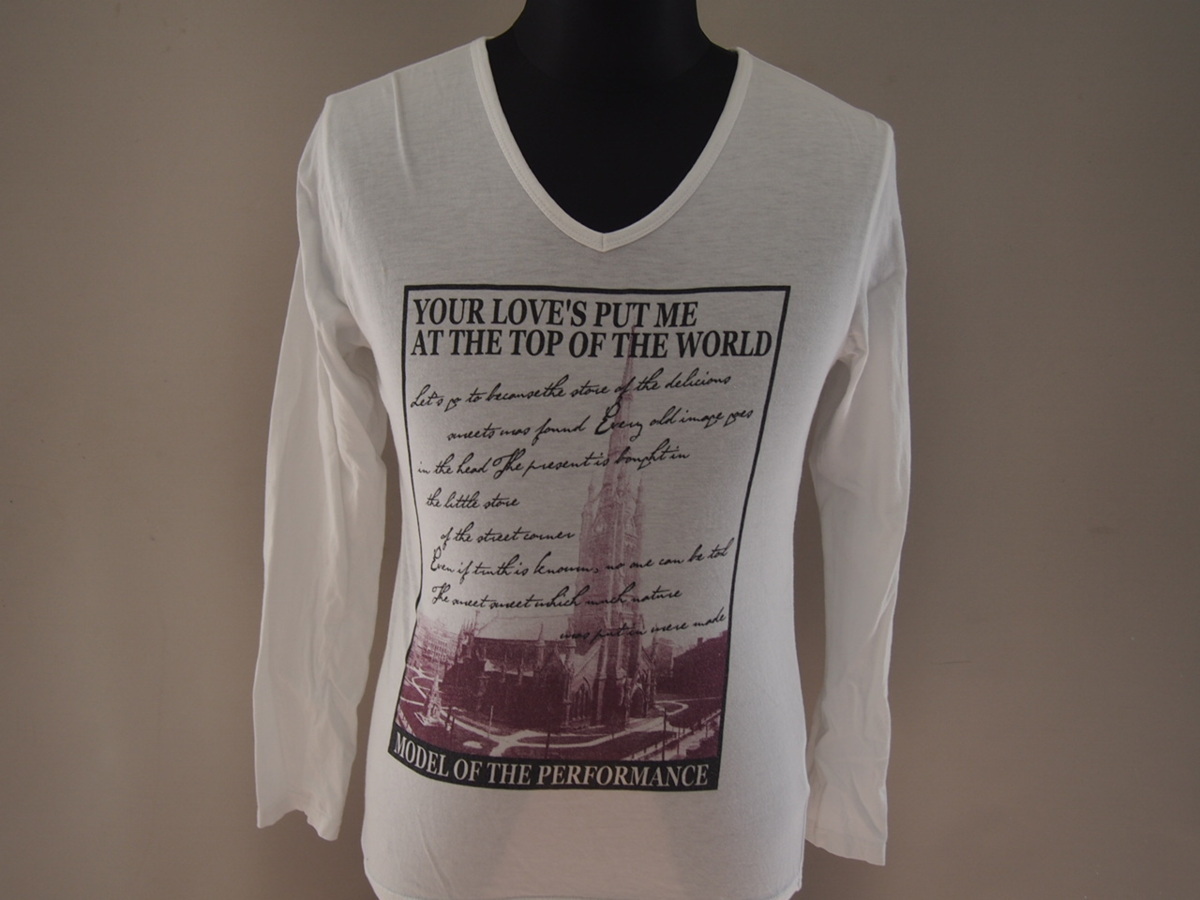 YOUR LOVE'S PUT ME
AT THE TOP OF THE WORLD
Let's go to becausethe store of the delicious
sweets was found Every old image goes
in the head The present is bought in
the little store
of the street corner
Even if truth is known, no one can be tol
The sweet sweet which much nature
was put in were made
MODEL OF THE PERFORMANCE